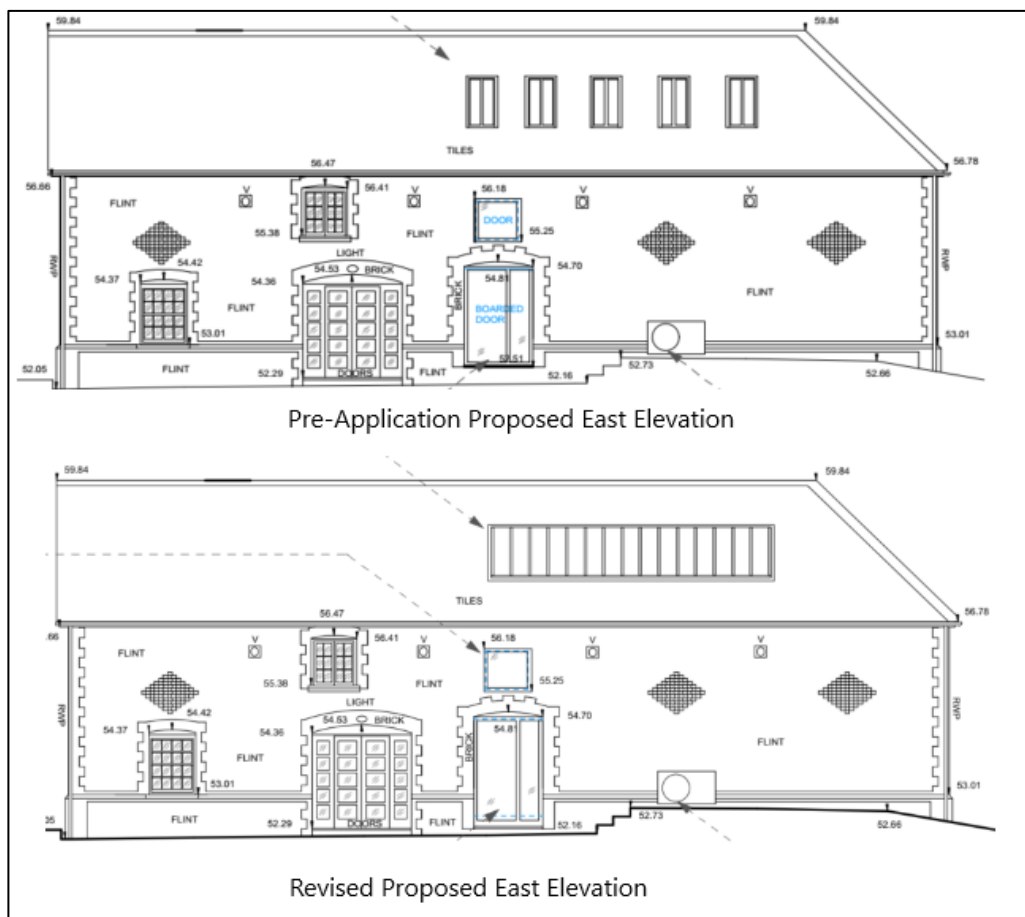 59.84 59.84
TILES
56.47 56.78
56.66 V 56.41 V 56.18 V V
FLINT DOOR
55.38 FLINT 55.25
LIGHT
54.42 54.53 BRICK
RWP 54.37 54.36 54.81 54.70 RWP
FLINT BRICK BOARDED DOOR FLINT
53.01 53.01
52.05 FLINT 52.29 DOORS FLINT 52.16 52.73 52.66
Pre-Application Proposed East Elevation
59.84 59.84
TILES
56.47 56.78
.66 V 56.41 V 56.18 V V
FLINT
55.38 FLINT 55.25
LIGHT
54.42 54.53 BRICK
RWP 54.37 54.36 54.81 54.70 RWP
FLINT BRICK FLINT
53.01 53.01
05 FLINT 52.29 DOORS FLINT 52.16 52.73 52.66
Revised Proposed East Elevation